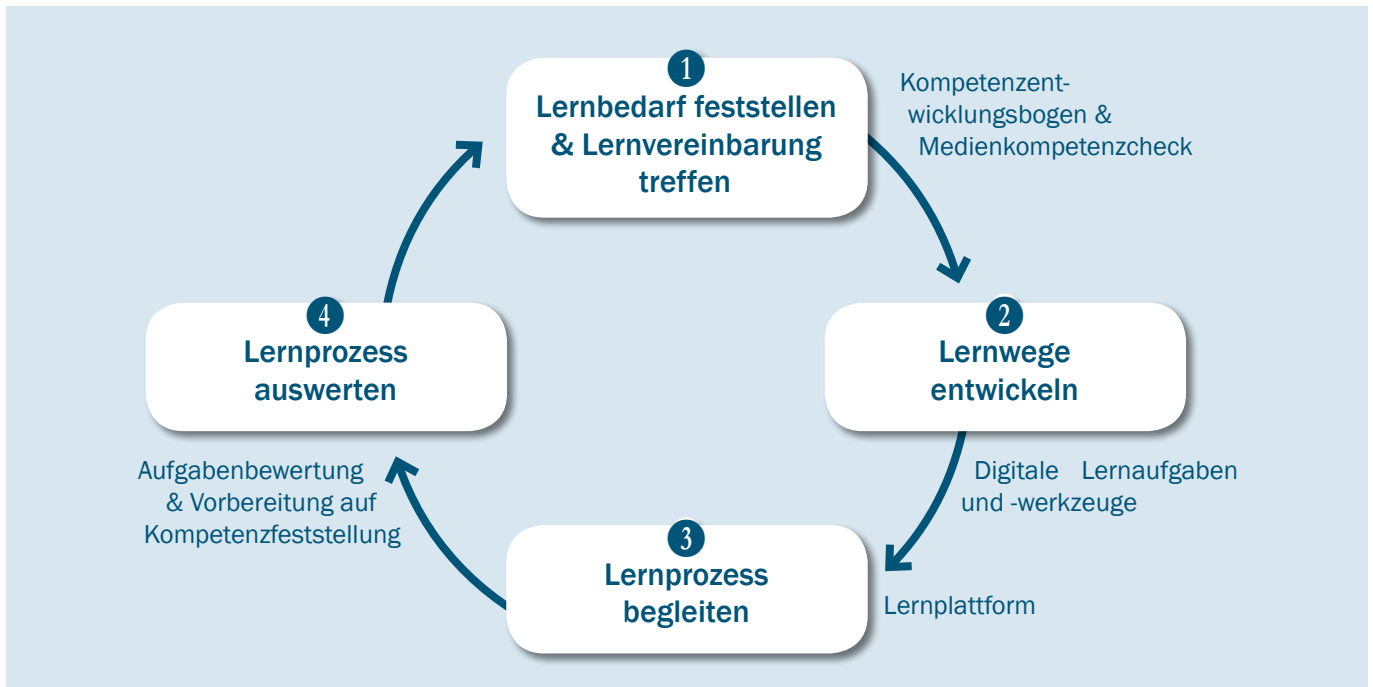 1
Lernbedarf feststellen
& Lernvereinbarung
treffen
Kompetenzent-
wicklungsbogen &
Medienkompetenzcheck
2
Lernwege
entwickeln
Digitale Lernaufgaben
und -werkzeuge
Lernplattform
3
Lernprozess
begleiten
Aufgabenbewertung
& Vorbereitung auf
Kompetenzfeststellung
4
Lernprozess
auswerten